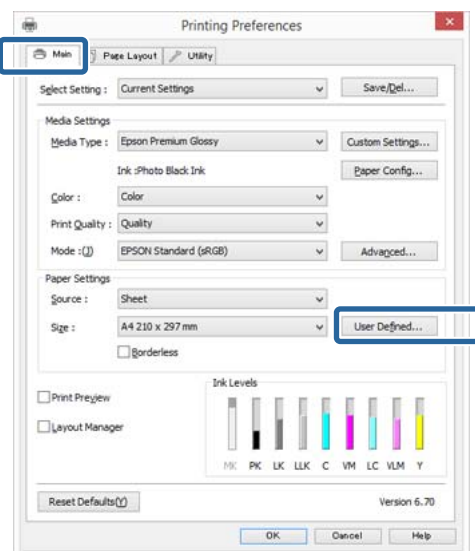 Printing Preferences
Main Page Layout Utility
Select Setting : Current Settings Save/Del...
Media Settings
Media Type : Epson Premium Glossy Custom Settings...
Ink :Photo Black Ink Paper Config...
Color : Color
Print Quality : Quality
Mode :(J) EPSON Standard (sRGB) Advanced...
Paper Settings
Source : Sheet
Size : A4 210 x 297 mm User Defined...
Borderless
Print Preview
Layout Manager
Ink Levels
MK PK LK LLK C VM LC VLM Y
Reset Defaults(Y) Version 6.70
OK Cancel Help